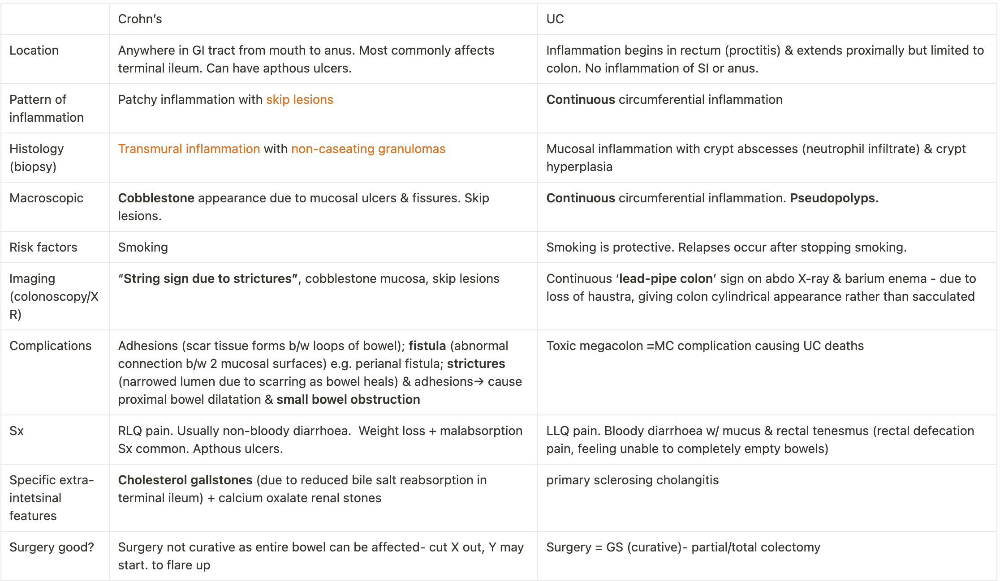 Crohn’s
UC
Location
Anywhere in GI tract from mouth to anus. Most commonly affects
terminal ileum. Can have apthous ulcers.
Inflammation begins in rectum (proctitis) & extends proximally but limited to
colon. No inflammation of SI or anus.
Pattern of
inflammation
Patchy inflammation with skip lesions
Continuous circumferential inflammation
Histology
(biopsy)
Transmural inflammation with non-caseating granulomas
Mucosal inflammation with crypt abscesses (neutrophil infiltrate) & crypt
hyperplasia
Macroscopic
Cobblestone appearance due to mucosal ulcers & fissures. Skip
lesions.
Continuous circumferential inflammation. Pseudopolyps.
Risk factors
Smoking
Smoking is protective. Relapses occur after stopping smoking.
Imaging
(colonoscopy/X
R)
“String sign due to strictures”, cobblestone mucosa, skip lesions
Continuous ‘lead-pipe colon’ sign on abdo X-ray & barium enema - due to
loss of haustra, giving colon cylindrical appearance rather than sacculated
Complications
Adhesions (scar tissue forms b/w loops of bowel); fistula (abnormal
connection b/w 2 mucosal surfaces) e.g. perianal fistula; strictures
(narrowed lumen due to scarring as bowel heals) & adhesions→ cause
proximal bowel dilatation & small bowel obstruction
Toxic megacolon =MC complication causing UC deaths
Sx
RLQ pain. Usually non-bloody diarrhoea.  Weight loss + malabsorption
Sx common. Apthous ulcers.
LLQ pain. Bloody diarrhoea w/ mucus & rectal tenesmus (rectal defecation
pain, feeling unable to completely empty bowels)
Specific extra-
intetsinal
features
Cholesterol gallstones (due to reduced bile salt reabsorption in
terminal ileum) + calcium oxalate renal stones
primary sclerosing cholangitis
Surgery good?
Surgery not curative as entire bowel can be affected- cut X out, Y may
start. to flare up
Surgery = GS (curative)- partial/total colectomy